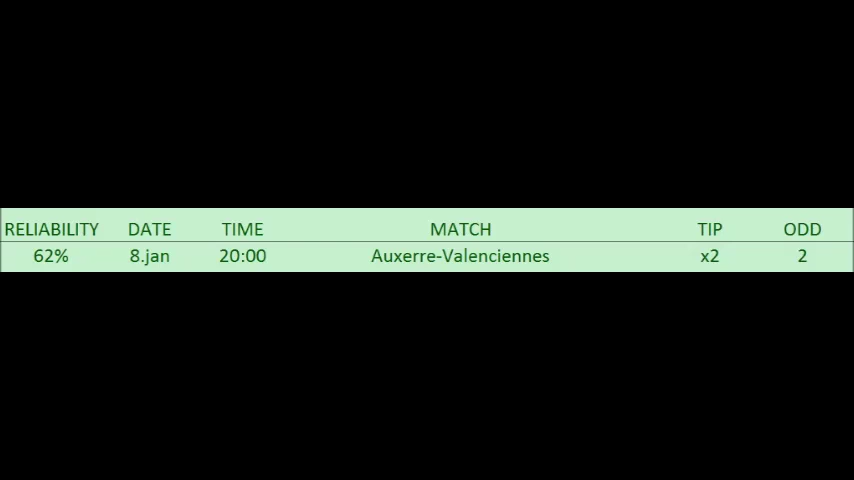 RELIABILITY DATE TIME MATCH TIP ODD
62% 8.jan 20:00 Auxerre-Valenciennes x2 2